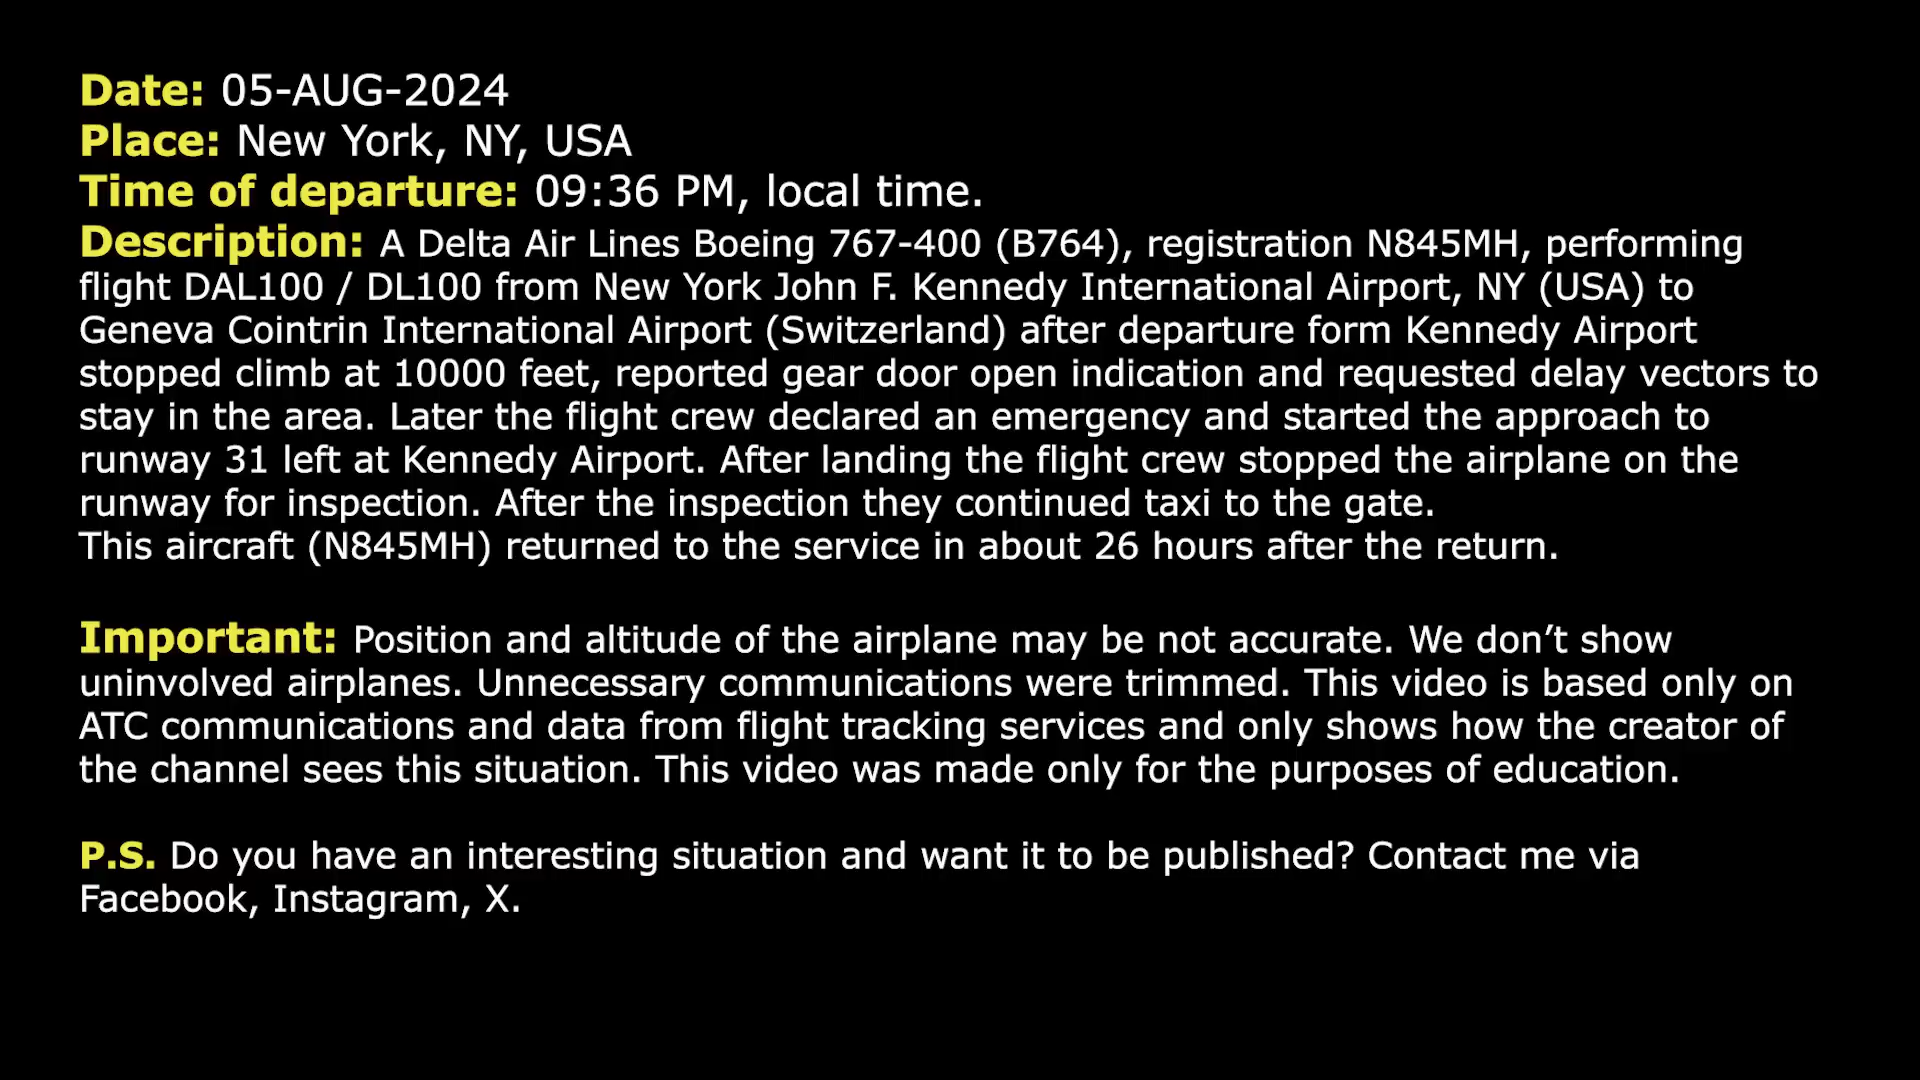 Date: 05-AUG-2024
Place: New York, NY, USA
Time of departure: 09:36 PM, local time.
Description: A Delta Air Lines Boeing 767-400 (B764), registration N845MH, performing
flight DAL100 / DL100 from New York John F. Kennedy International Airport, NY (USA) to
Geneva Cointrin International Airport (Switzerland) after departure form Kennedy Airport
stopped climb at 10000 feet, reported gear door open indication and requested delay vectors to
stay in the area. Later the flight crew declared an emergency and started the approach to
runway 31 left at Kennedy Airport. After landing the flight crew stopped the airplane on the
runway for inspection. After the inspection they continued taxi to the gate.
This aircraft (N845MH) returned to the service in about 26 hours after the return.
Important: Position and altitude of the airplane may be not accurate. We don’t show
uninvolved airplanes. Unnecessary communications were trimmed. This video is based only on
ATC communications and data from flight tracking services and only shows how the creator of
the channel sees this situation. This video was made only for the purposes of education.
P.S. Do you have an interesting situation and want it to be published? Contact me via
Facebook, Instagram, X.